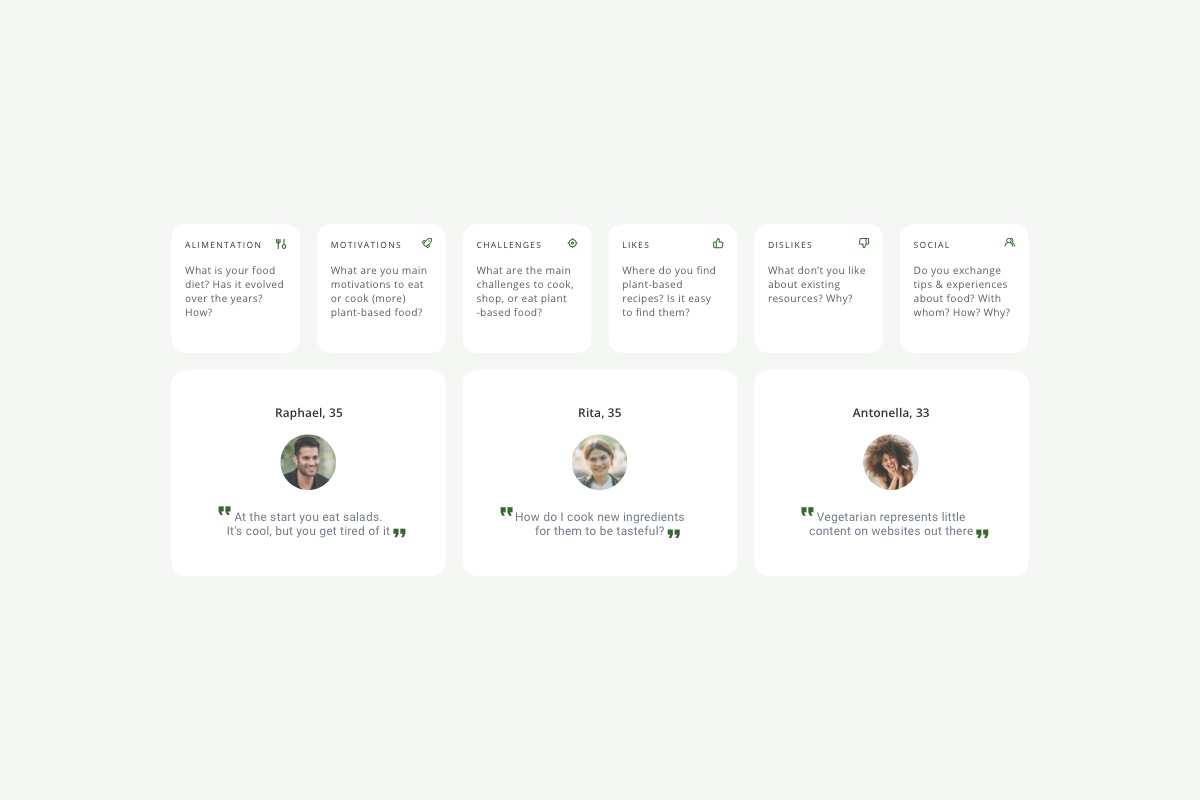 ALIMENTATION
What is your food
diet? Has it evolved
over the years?
How?
MOTIVATIONS
What are you main
motivations to eat
or cook (more)
plant-based food?
CHALLENGES
What are the main
challenges to cook,
shop, or eat plant
-based food?
LIKES
Where do you find
plant-based
recipes? Is it easy
to find them?
DISLIKES
What don't you like
about existing
resources? Why?
SOCIAL
Do you exchange
tips & experiences
about food? With
whom? How? Why?
Raphael, 35
"At the start you eat salads.
It's cool, but you get tired of it"
Rita, 35
"How do I cook new ingredients
for them to be tasteful?"
Antonella, 33
"Vegetarian represents little
content on websites out there"